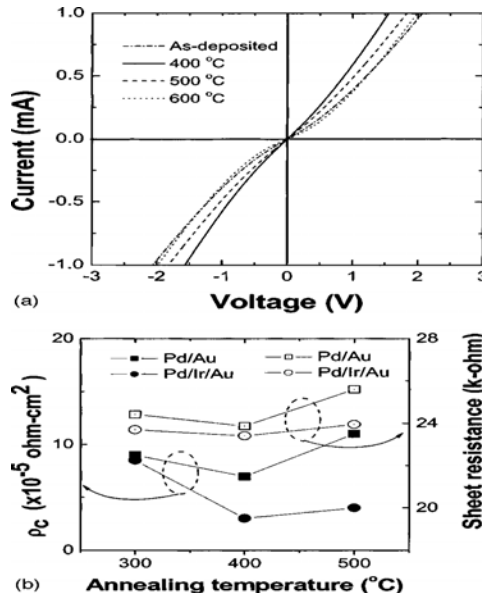 1.0
0.5
0.0
-0.5
-1.0
Current (mA)
As-deposited
400 °C
500 °C
600 °C
-3 -2 -1 0 1 2 3
(a) Voltage (V)
20
10
0
ρC (x10-5 ohm-cm2)
Pd/Au Pd/Au
Pd/Ir/Au Pd/Ir/Au
28
24
20
Sheet resistance (k-ohm)
300 400 500
(b) Annealing temperature (°C)